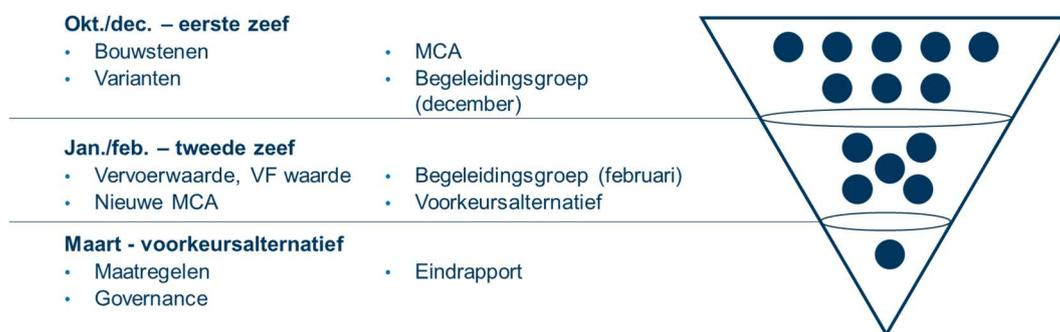 Okt./dec. – eerste zeef
• Bouwstenen
• Varianten
• MCA
• Begeleidingsgroep
(december)
Jan./feb. – tweede zeef
• Vervoerwaarde, VF waarde
• Nieuwe MCA
• Begeleidingsgroep (februari)
• Voorkeursalternatief
Maart - voorkeursalternatief
• Maatregelen
• Governance
• Eindrapport